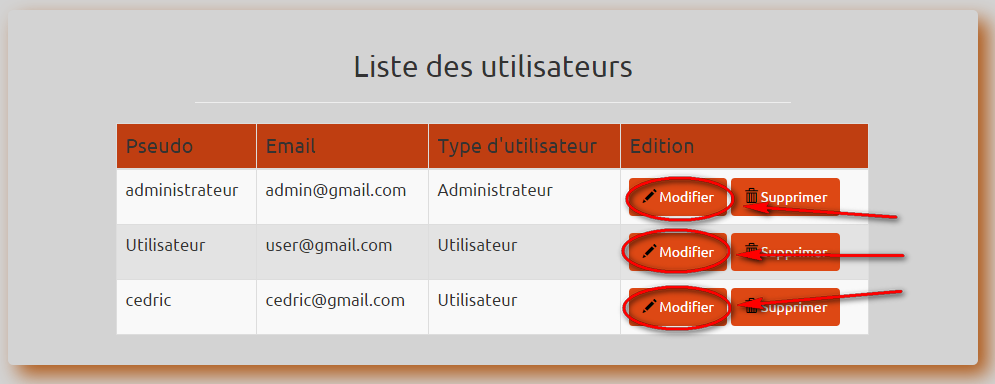 Liste des utilisateurs
Pseudo Email Type d'utilisateur Edition
administrateur admin@gmail.com Administrateur Modifier Supprimer
Utilisateur user@gmail.com Utilisateur Modifier Supprimer
cedric cedric@gmail.com Utilisateur Modifier Supprimer